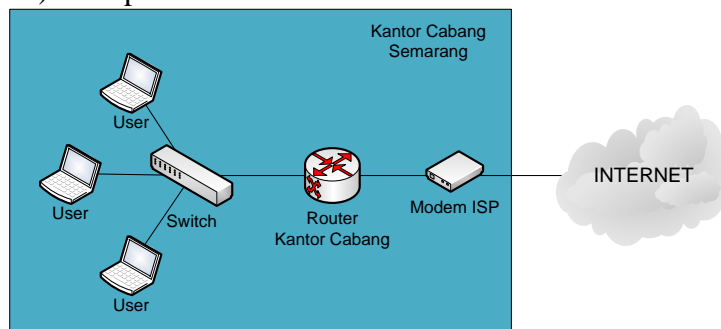 Kantor Cabang
Semarang
User
User
Switch
User
Router
Kantor Cabang
Modem ISP
INTERNET